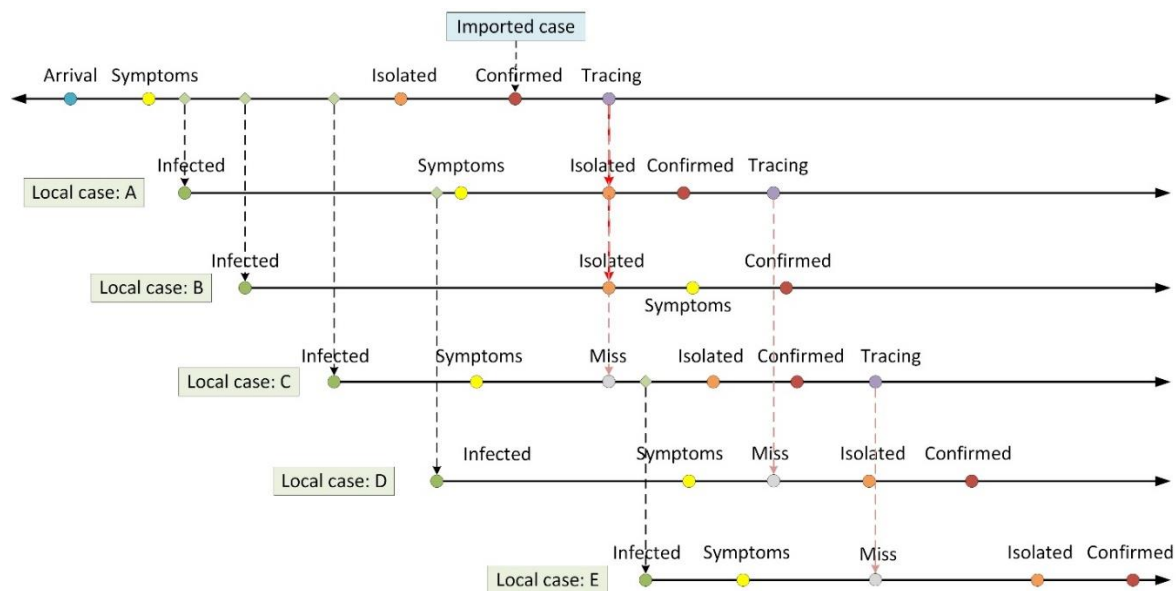 Imported case
Arrival Symptoms Isolated Confirmed Tracing
Infected Symptoms Isolated Confirmed Tracing
Local case: A
Infected Isolated Confirmed
Local case: B
Symptoms
Infected Symptoms Miss Isolated Confirmed Tracing
Local case: C
Infected Symptoms Miss Isolated Confirmed
Local case: D
Infected Symptoms Miss Isolated Confirmed
Local case: E